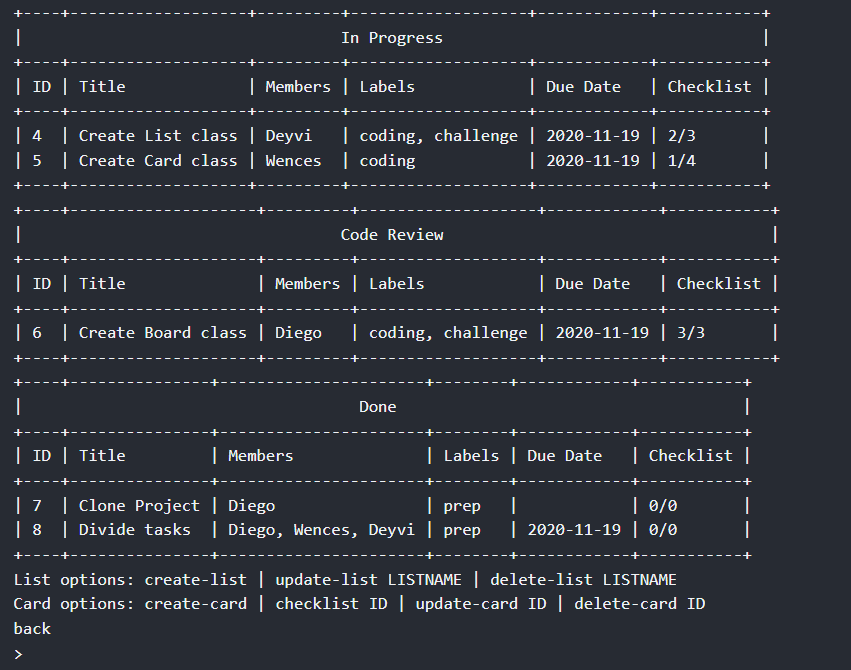 +----+-------------------+---------+-------------------+------------+-----------+
|                                  In Progress                                  |
+----+-------------------+---------+-------------------+------------+-----------+
| ID | Title             | Members | Labels            | Due Date   | Checklist |
+----+-------------------+---------+-------------------+------------+-----------+
| 4  | Create List class | Deyvi   | coding, challenge | 2020-11-19 | 2/3       |
| 5  | Create Card class | Wences  | coding            | 2020-11-19 | 1/4       |
+----+-------------------+---------+-------------------+------------+-----------+
+----+--------------------+---------+-------------------+------------+-----------+
|                                  Code Review                                   |
+----+--------------------+---------+-------------------+------------+-----------+
| ID | Title              | Members | Labels            | Due Date   | Checklist |
+----+--------------------+---------+-------------------+------------+-----------+
| 6  | Create Board class | Diego   | coding, challenge | 2020-11-19 | 3/3       |
+----+--------------------+---------+-------------------+------------+-----------+
+----+---------------+----------------------+--------+------------+-----------+
|                                    Done                                     |
+----+---------------+----------------------+--------+------------+-----------+
| ID | Title         | Members              | Labels | Due Date   | Checklist |
+----+---------------+----------------------+--------+------------+-----------+
| 7  | Clone Project | Diego                | prep   |            | 0/0       |
| 8  | Divide tasks  | Diego, Wences, Deyvi | prep   | 2020-11-19 | 0/0       |
+----+---------------+----------------------+--------+------------+-----------+
List options: create-list | update-list LISTNAME | delete-list LISTNAME
Card options: create-card | checklist ID | update-card ID | delete-card ID
back
>